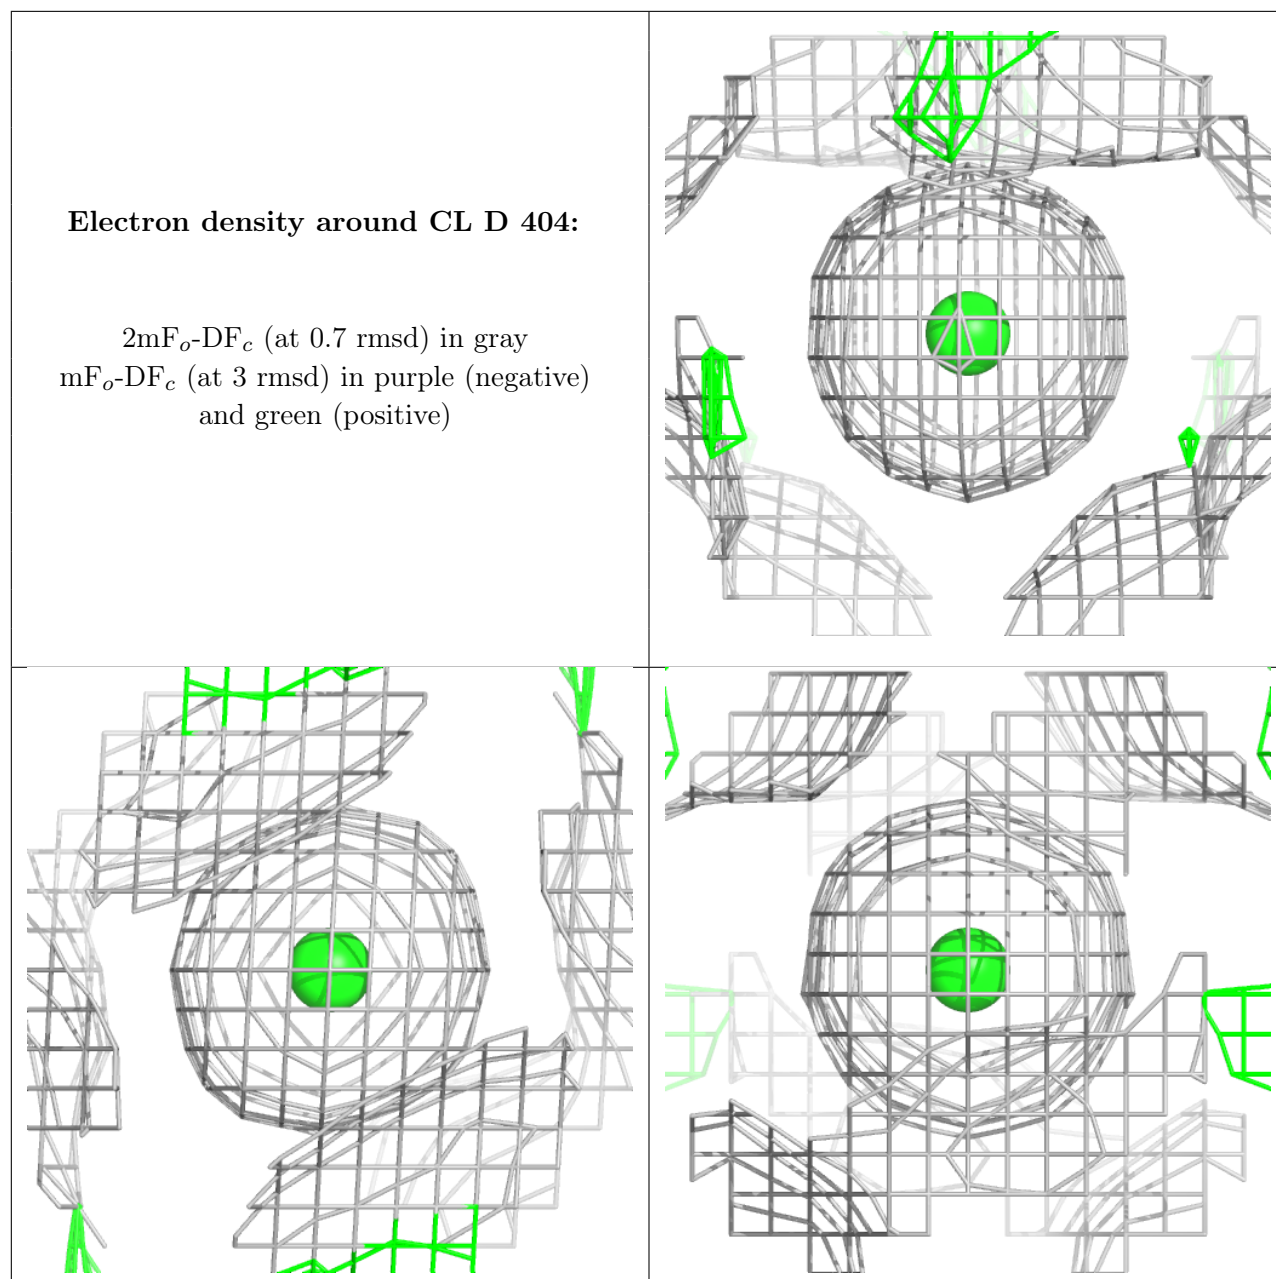 Electron density around CL D 404:
2mFo-DFc (at 0.7 rmsd) in gray
mFo-DFc (at 3 rmsd) in purple (negative)
and green (positive)